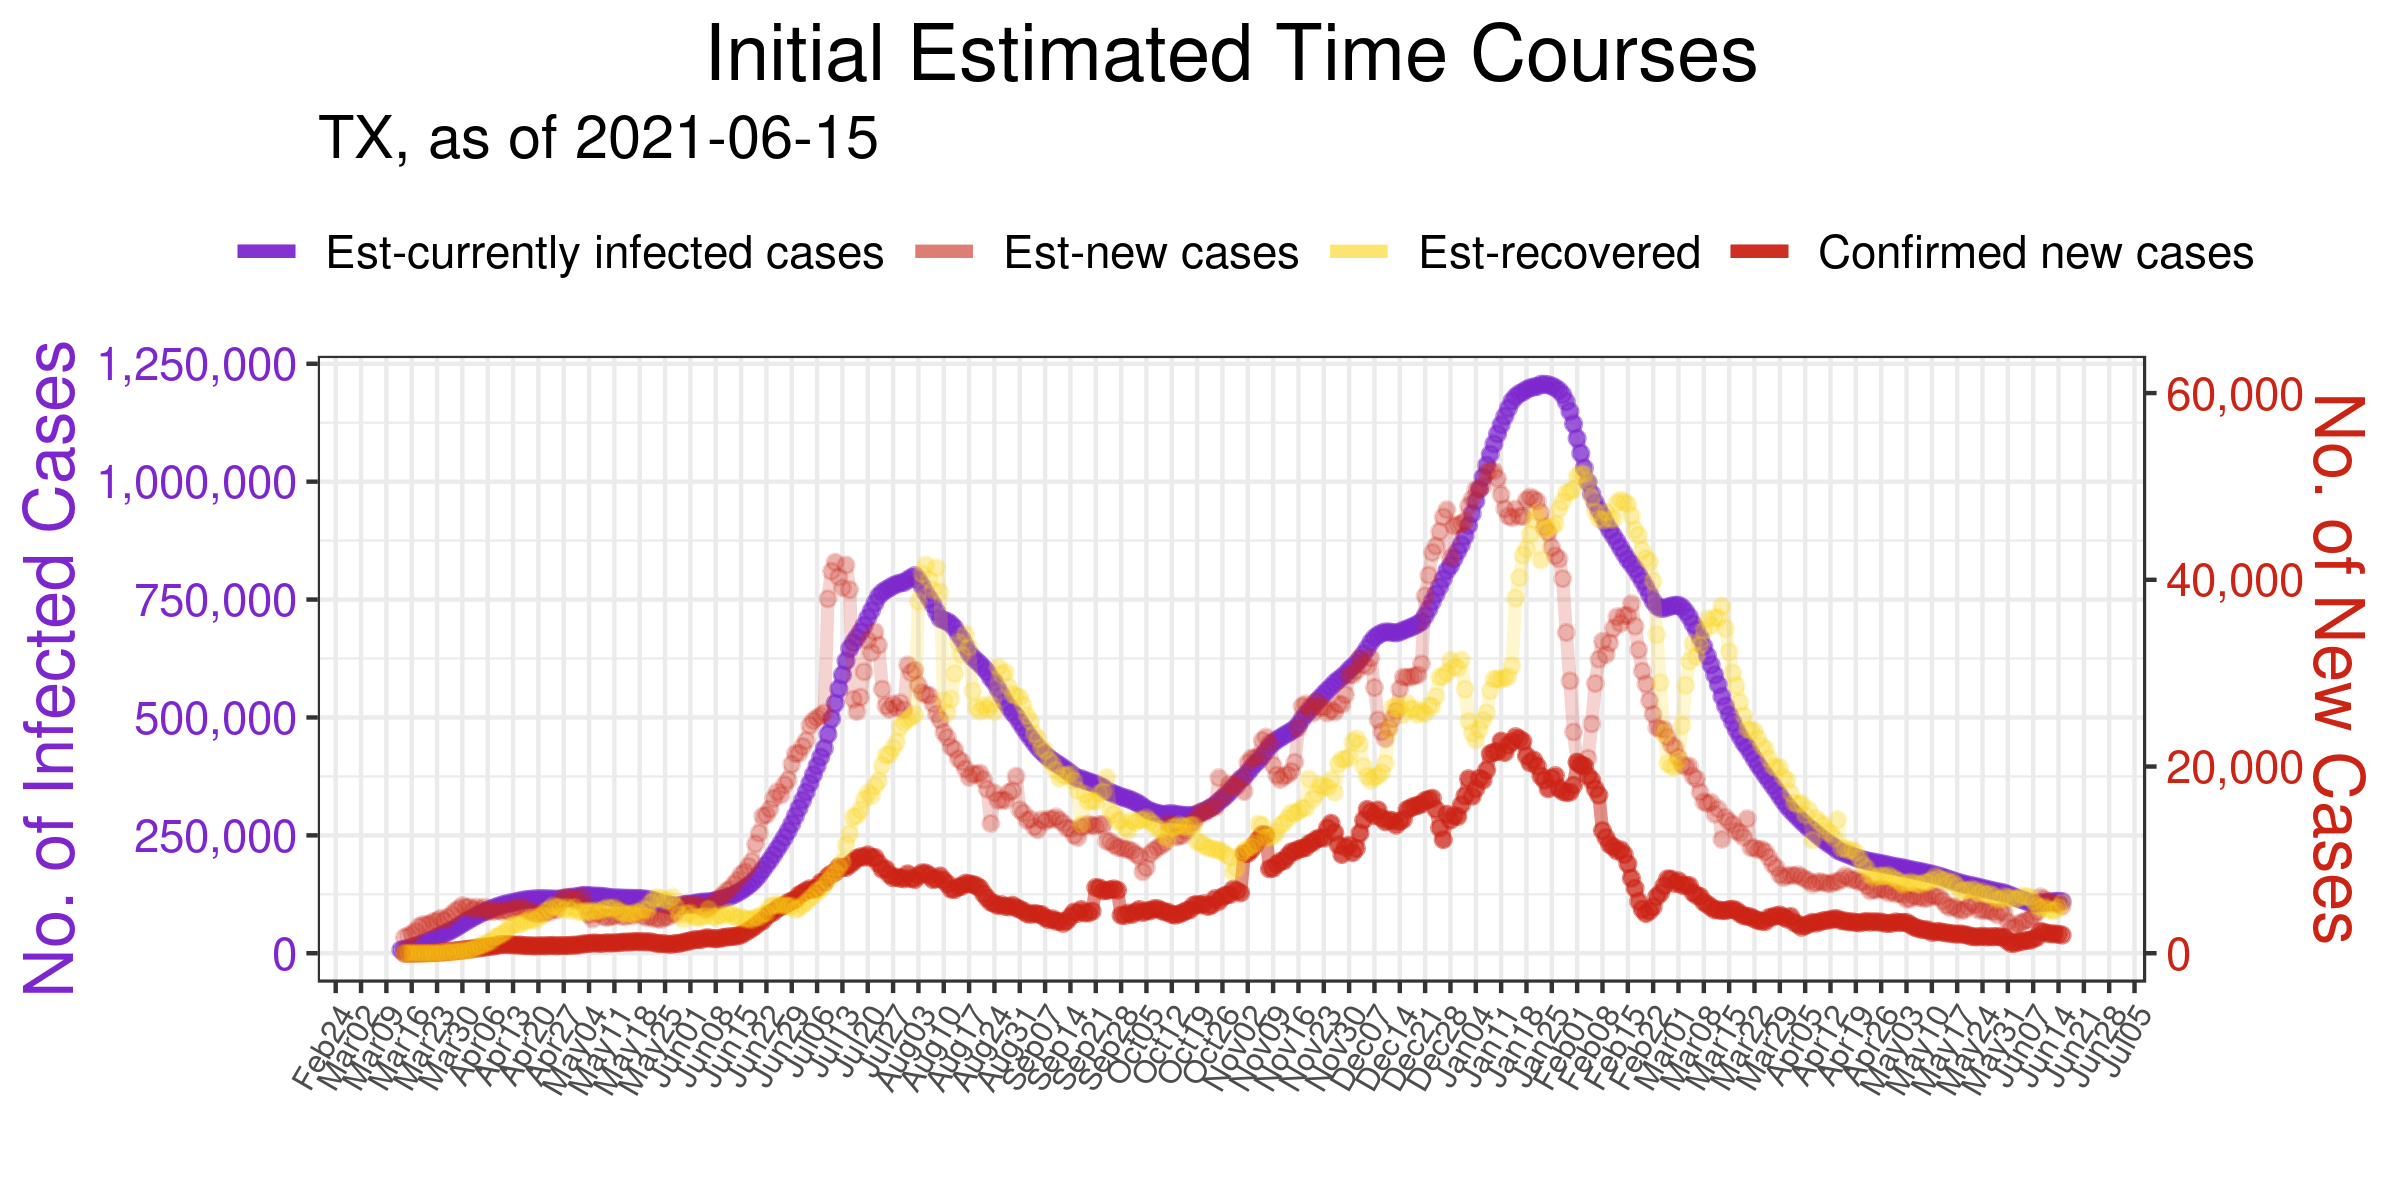 Initial Estimated Time Courses
TX, as of 2021-06-15
Est-currently infected cases
Est-new cases
Est-recovered
Confirmed new cases
No. of Infected Cases
1,250,000
1,000,000
750,000
500,000
250,000
0
60,000
40,000
20,000
0
No. of New Cases
Feb24
Mar02
Mar09
Mar16
Mar23
Mar30
Apr06
Apr13
Apr20
Apr27
May04
May11
May18
May25
Jun01
Jun08
Jun15
Jun22
Jun29
Jul06
Jul13
Jul20
Jul27
Aug03
Aug10
Aug17
Aug24
Aug31
Sep07
Sep14
Sep21
Sep28
Oct05
Oct12
Oct19
Oct26
Nov02
Nov09
Nov16
Nov23
Nov30
Dec07
Dec14
Dec21
Dec28
Jan04
Jan11
Jan18
Jan25
Feb01
Feb08
Feb15
Feb22
Mar01
Mar08
Mar15
Mar22
Mar29
Apr05
Apr12
Apr19
Apr26
May03
May10
May17
May24
May31
Jun07
Jun14
Jun21
Jun28
Jul05